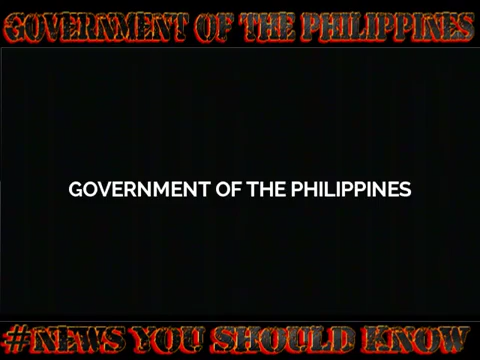 GOVERNMENT OF THE PHILIPPINES
GOVERNMENT OF THE PHILIPPINES
#NEWS YOU SHOULD KNOW